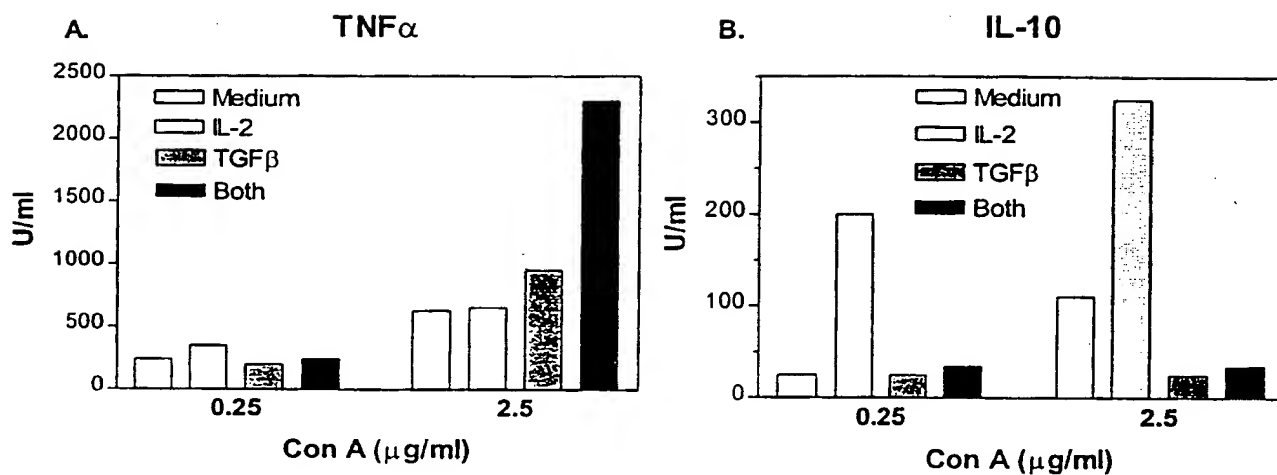 A.
TNFα
2500
2000
1500
1000
500
0
U/ml
Medium
IL-2
TGFβ
Both
0.25
2.5
Con A (μg/ml)
B.
IL-10
300
200
100
0
U/ml
Medium
IL-2
TGFβ
Both
0.25
2.5
Con A (μg/ml)